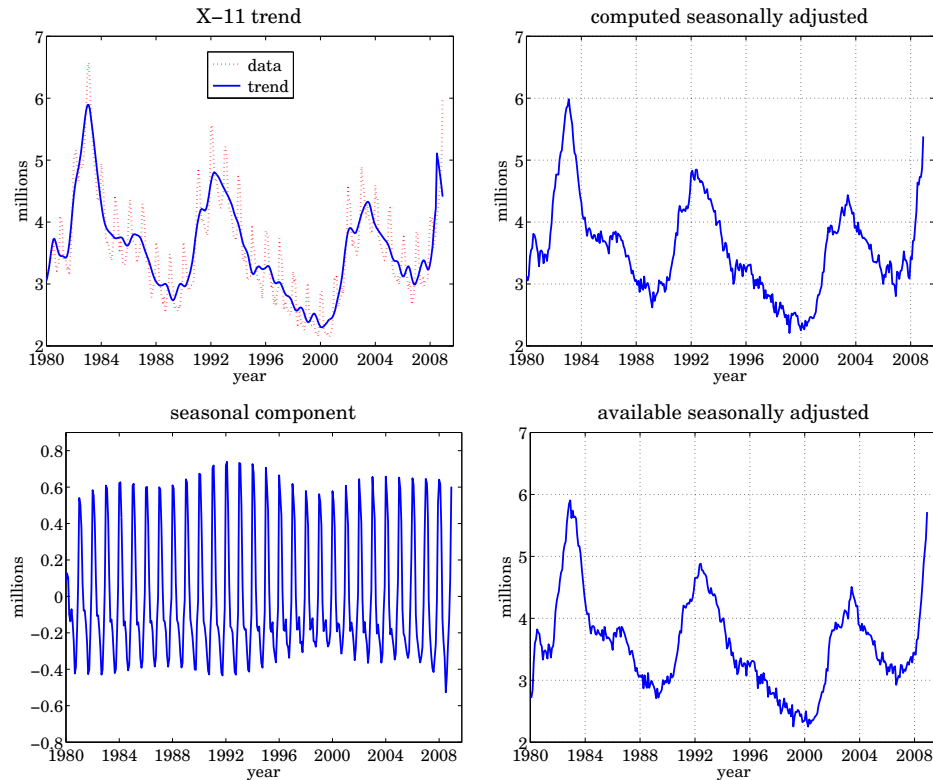 X−11 trend
7
6
5
4
3
2
millions
data
trend
1980 1984 1988 1992 1996 2000 2004 2008
year
computed seasonally adjusted
7
6
5
4
3
2
millions
1980 1984 1988 1992 1996 2000 2004 2008
year
seasonal component
0.8
0.6
0.4
0.2
0
−0.2
−0.4
−0.6
−0.8
millions
1980 1984 1988 1992 1996 2000 2004 2008
year
available seasonally adjusted
7
6
5
4
3
2
millions
1980 1984 1988 1992 1996 2000 2004 2008
year